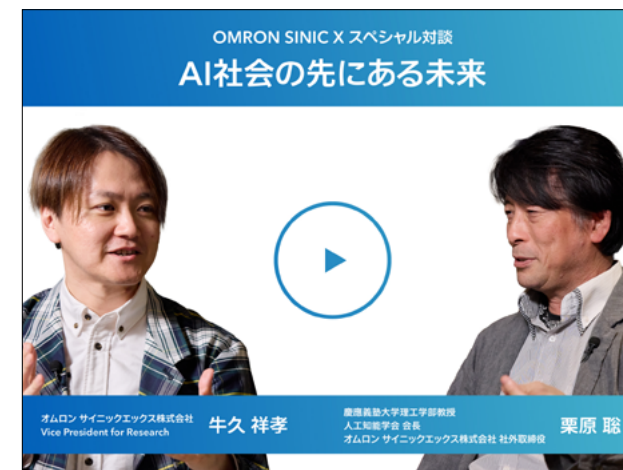 OMRON SINIC X スペシャル対談
AI社会の先にある未来
オムロン サイニックエックス株式会社
Vice President for Research
牛久 祥孝
慶應義塾大学理工学部教授
人工知能学会 会長
オムロン サイニックエックス株式会社 社外取締役
栗原 聡